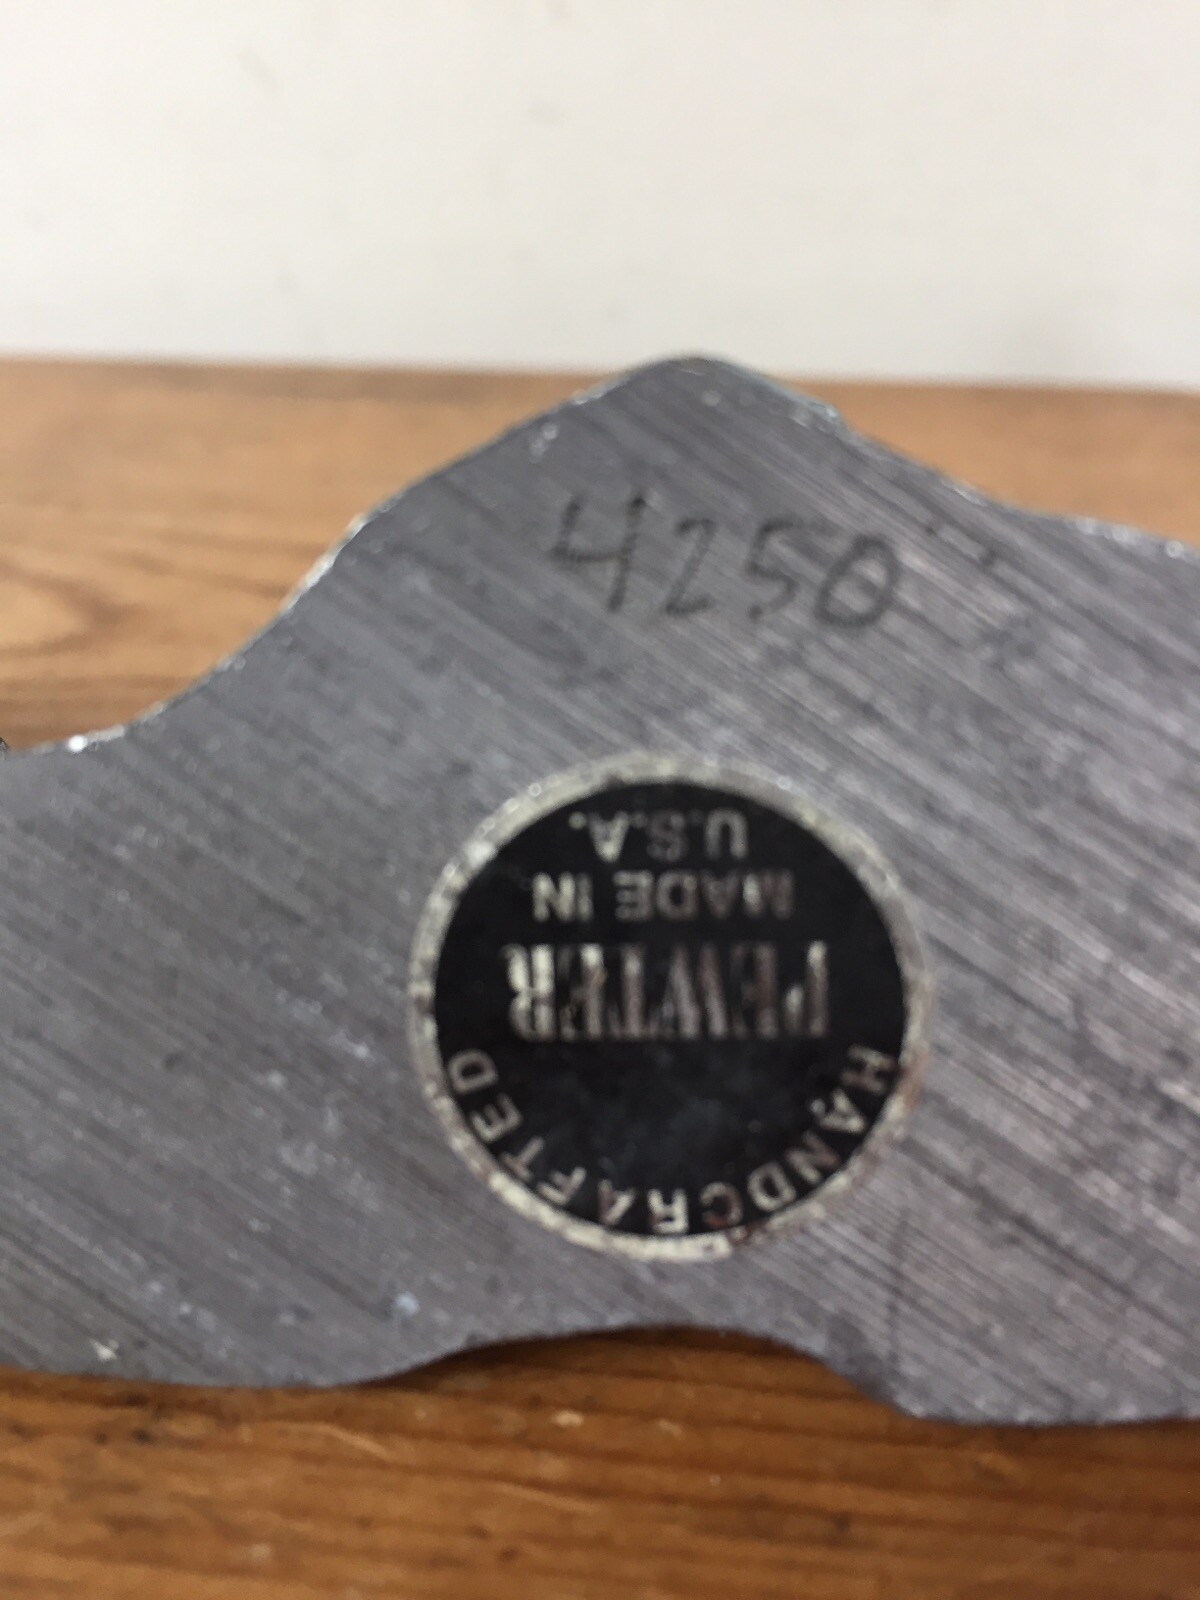 4250
HANDCRAFTED
PEWTER
MADE IN
U.S.A.